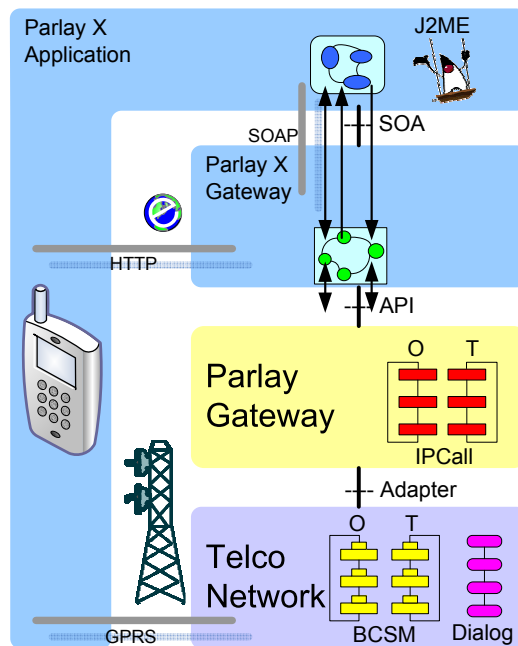 Parlay X
Application
J2ME
SOAP
SOA
Parlay X
Gateway
HTTP
API
Parlay
Gateway
O T
IPCall
Adapter
Telco
Network
O T
BCSM
Dialog
GPRS